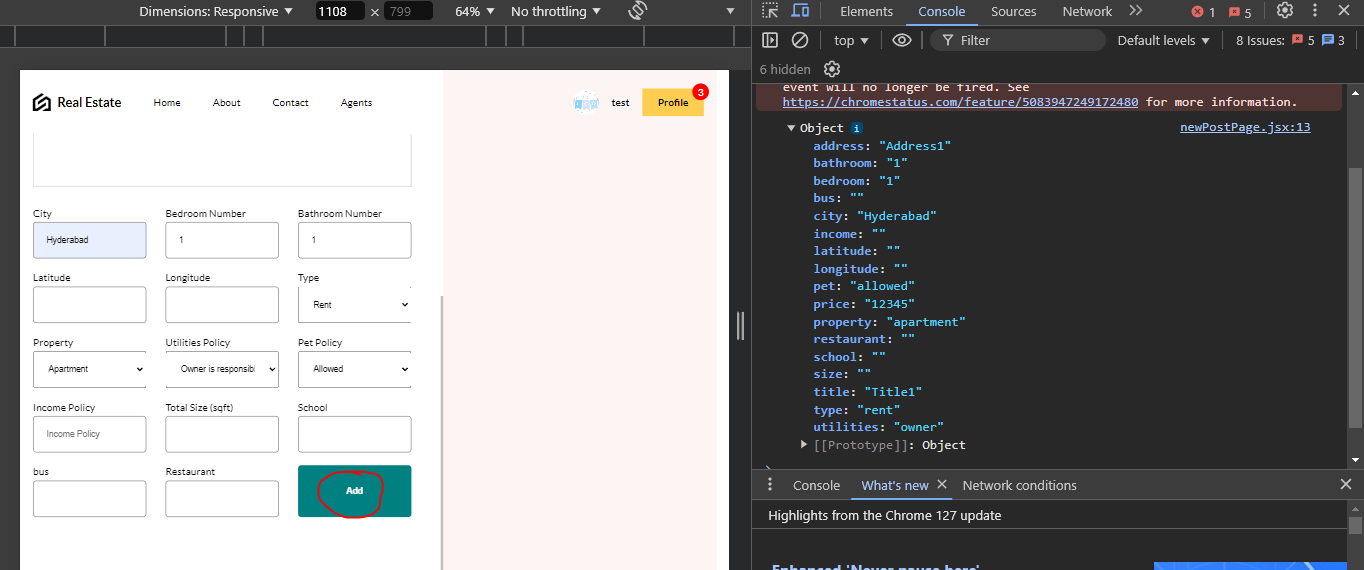 Dimensions: Responsive ▼ 1108 × 799 64% ▼ No throttling ▼
Elements Console Sources Network >> 1 5
top ▼ Filter Default levels ▼ 8 Issues: 5 3
6 hidden
Real Estate Home About Contact Agents test Profile 3
City Bedroom Number Bathroom Number
Hyderabad 1 1
Latitude Longitude Type
Rent
Property Utilities Policy Pet Policy
Apartment Owner is responsibl Allowed
Income Policy Total Size (sqft) School
Income Policy
bus Restaurant
Add
event will no longer be fired. See
https://chromestatus.com/feature/5083947249172480 for more information.
▼ Object i newPostPage.jsx:13
address: "Address1"
bathroom: "1"
bedroom: "1"
bus: ""
city: "Hyderabad"
income: ""
latitude: ""
longitude: ""
pet: "allowed"
price: "12345"
property: "apartment"
restaurant: ""
school: ""
size: ""
title: "Title1"
type: "rent"
utilities: "owner"
▶ [[Prototype]]: Object
Console What's new × Network conditions
Highlights from the Chrome 127 update
Enhanced 'Never pause here'